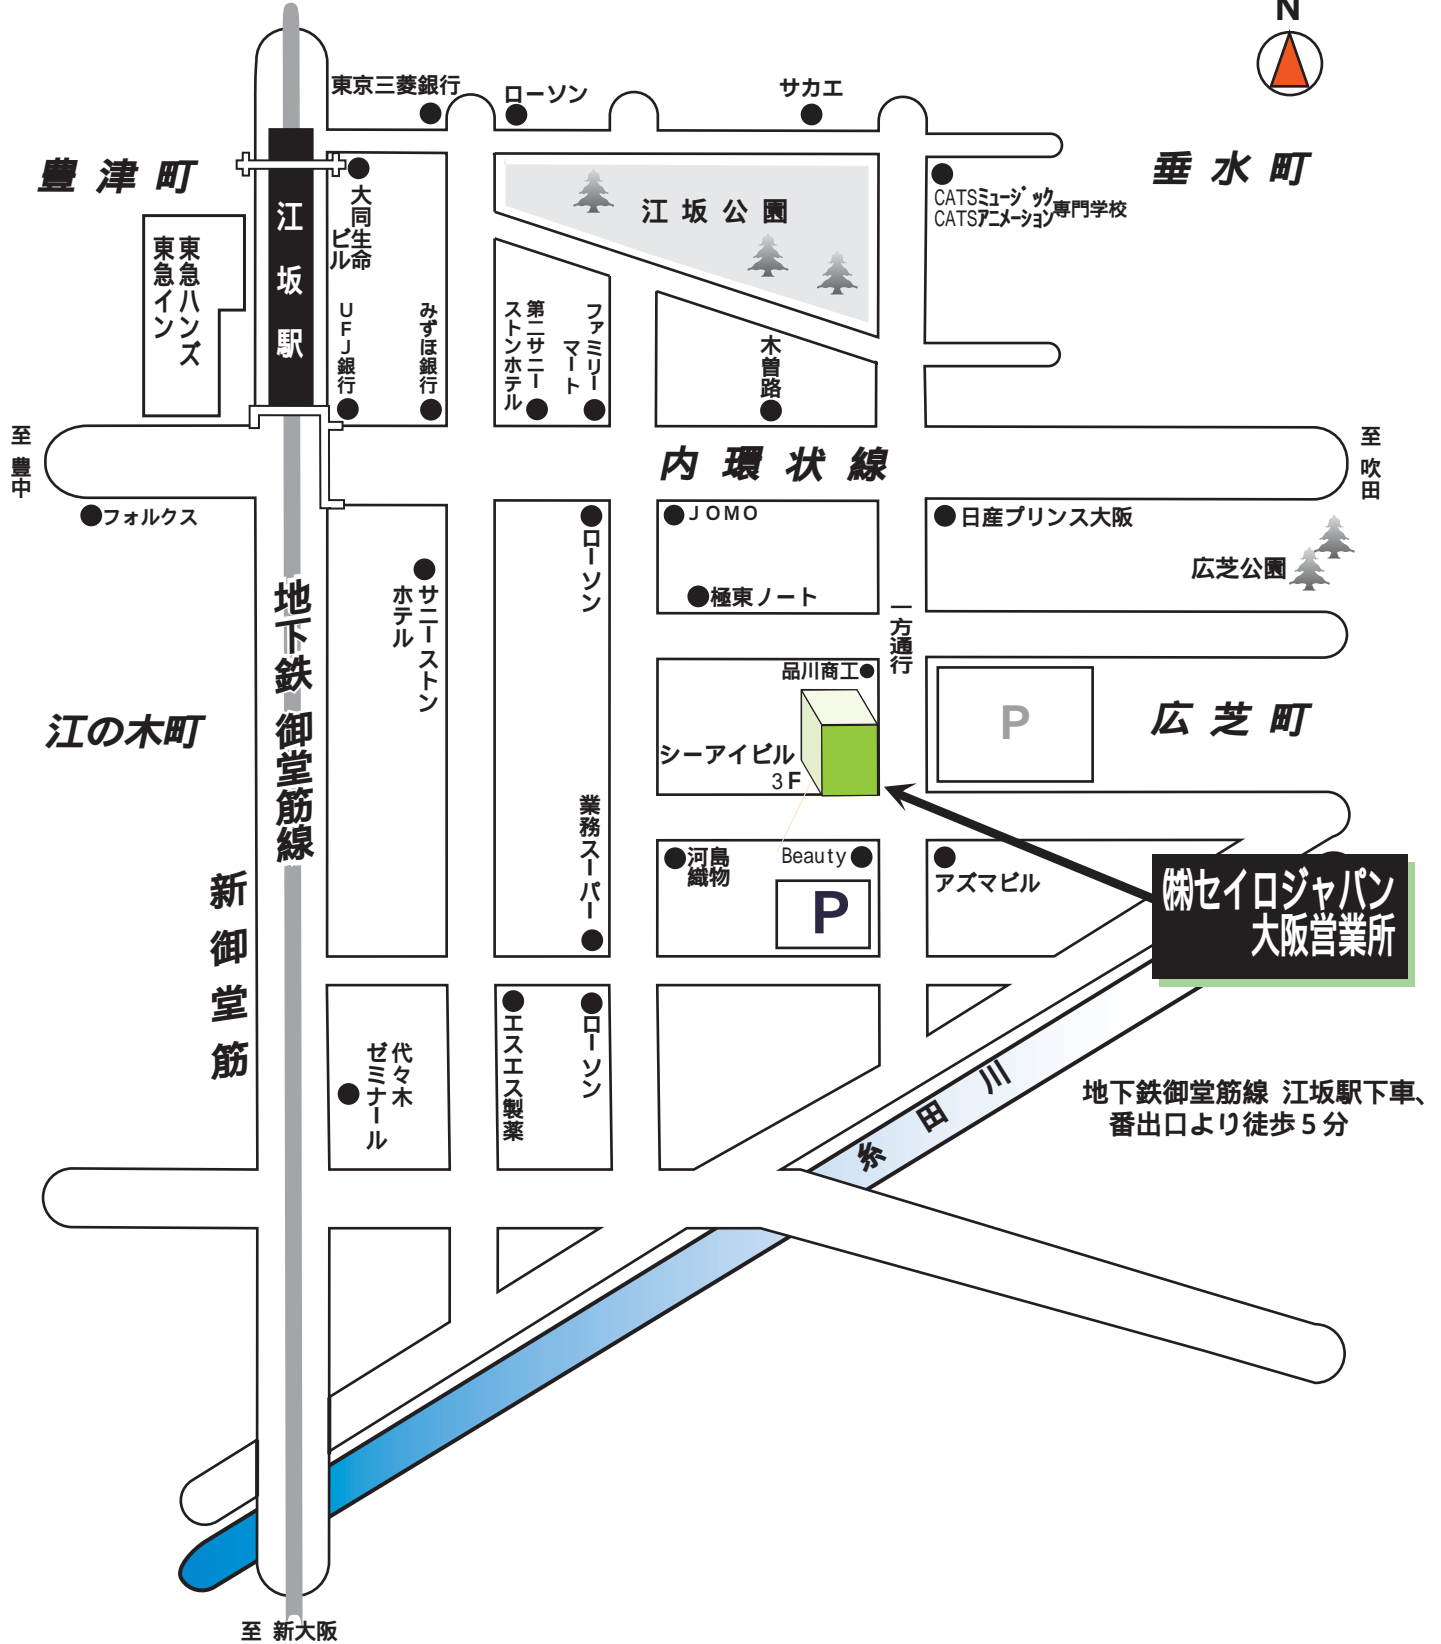 N
東京三菱銀行
ローソン
サカエ
豊津町
垂水町
江坂駅
大同生命
ビル
江坂公園
CATSミュージック
CATSアニメーション
専門学校
東急ハンズ
東急イン
UFJ銀行
みずほ銀行
第二サニー
ストンホテル
ファミリー
マート
木曽路
至 豊中
内環状線
至 吹田
フォルクス
ローソン
JOMO
日産プリンス大阪
広芝公園
極東ノート
サニーストン
ホテル
一方通行
地下鉄御堂筋線
品川商工
江の木町
シーアイビル
3F
P
広芝町
業務スーパー
河島
織物
Beauty
P
アズマビル
㈱セイロジャパン
大阪営業所
新御堂筋
代々木
ゼミナール
エスエス製薬
ローソン
糸田川
地下鉄御堂筋線 江坂駅下車、
番出口より徒歩5分
至 新大阪